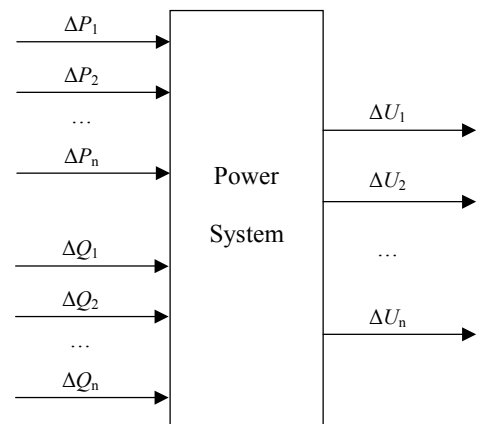 ΔP₁
ΔP₂
…
ΔPₙ
ΔQ₁
ΔQ₂
…
ΔQₙ
Power
System
ΔU₁
ΔU₂
…
ΔUₙ